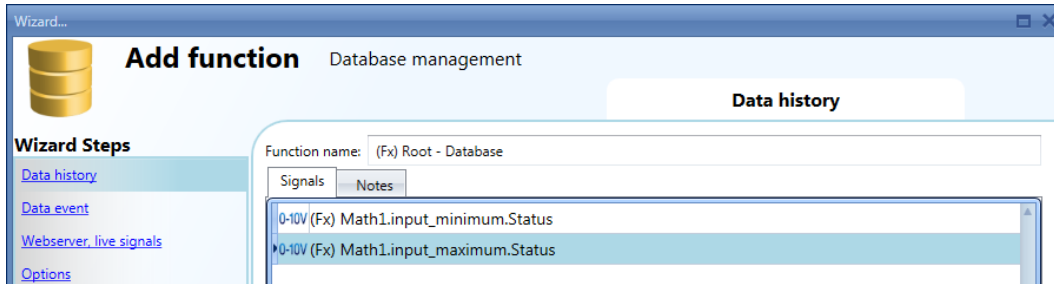 Wizard...
Add function Database management
Data history
Wizard Steps
Data history
Data event
Webserver, live signals
Options
Function name: (Fx) Root - Database
Signals Notes
0-10V (Fx) Math1.input_minimum.Status
0-10V (Fx) Math1.input_maximum.Status